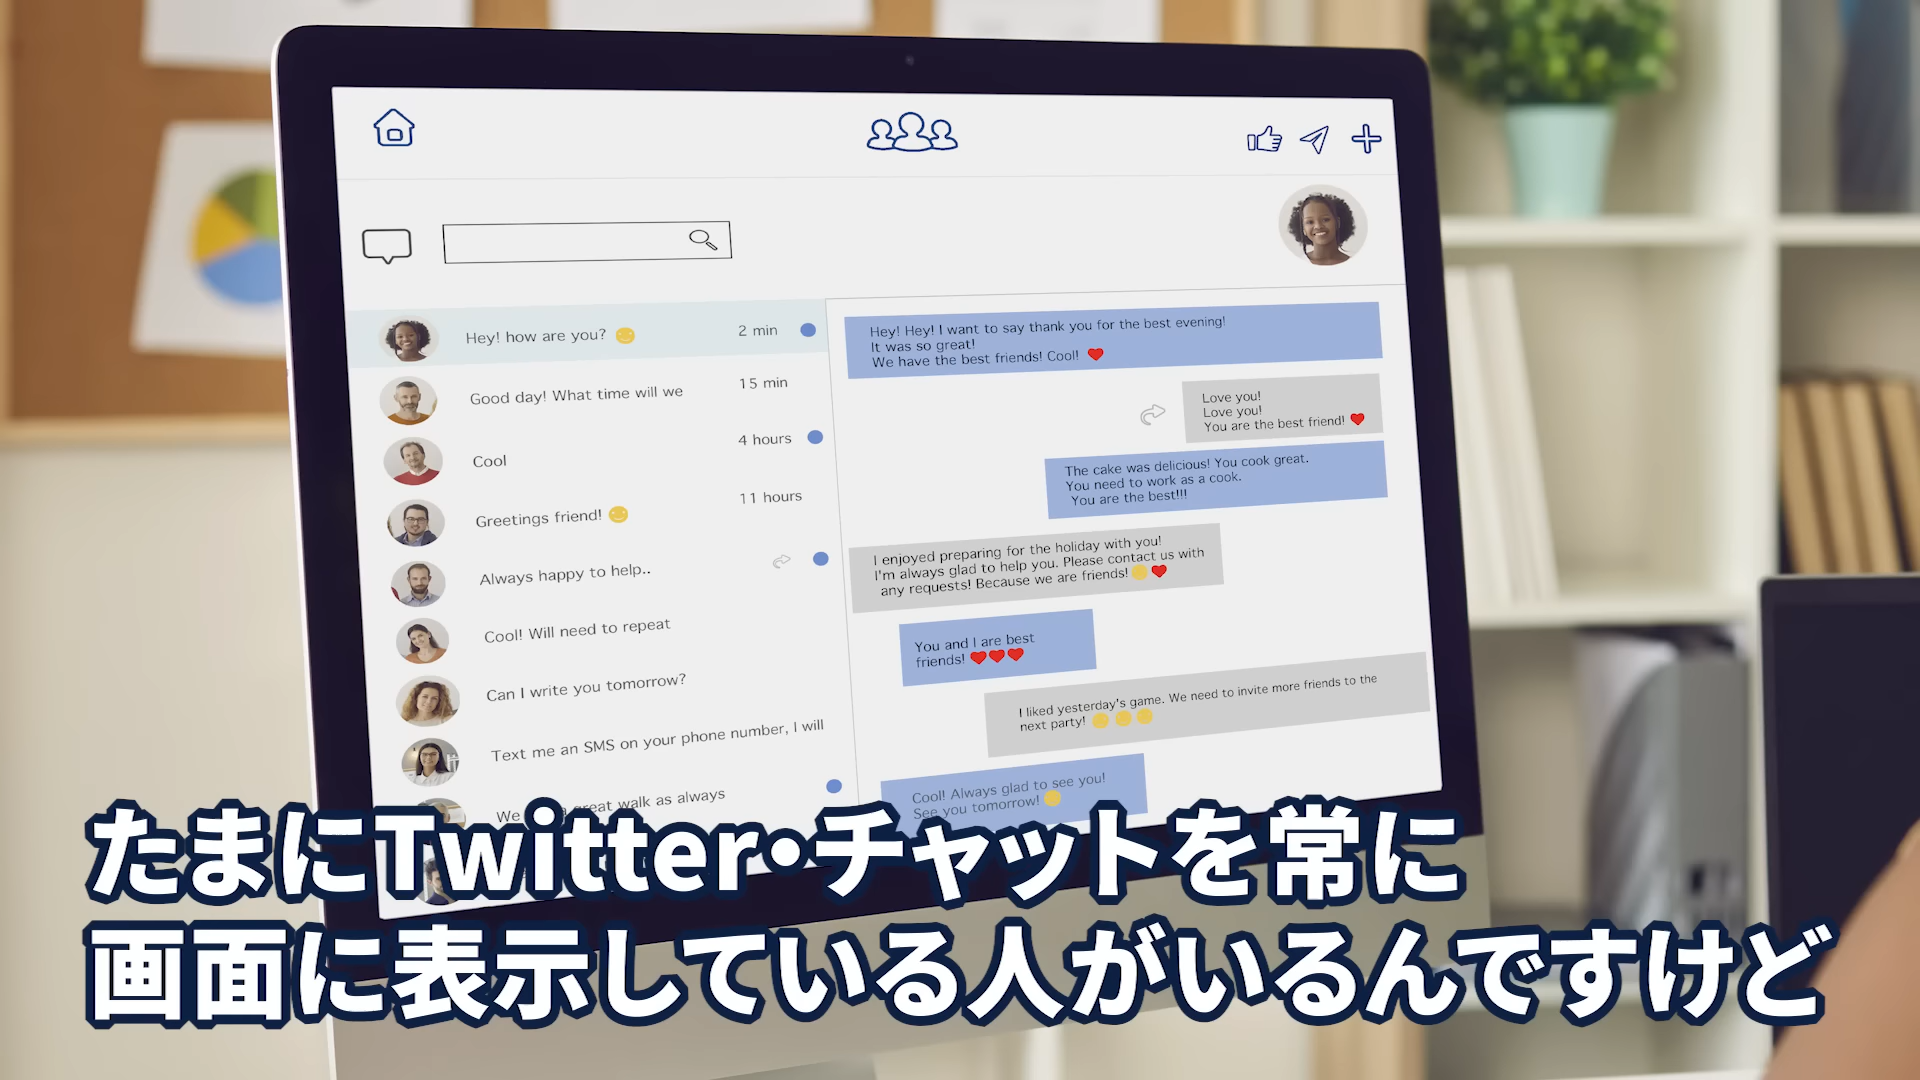 Hey! how are you?
2 min
Good day! What time will we
15 min
Cool
4 hours
Greetings friend!
11 hours
Always happy to help..
Cool! Will need to repeat
Can I write you tomorrow?
Text me an SMS on your phone number, I will
We great walk as always
Hey! Hey! I want to say thank you for the best evening!
It was so great!
We have the best friends! Cool!
Love you!
Love you!
You are the best friend!
The cake was delicious! You cook great.
You need to work as a cook.
You are the best!!!
I enjoyed preparing for the holiday with you!
I'm always glad to help you. Please contact us with
any requests! Because we are friends!
You and I are best
friends!
I liked yesterday's game. We need to invite more friends to the
next party!
Cool! Always glad to see you!
See you tomorrow!
たまにTwitter・チャットを常に
画面に表示している人がいるんですけど